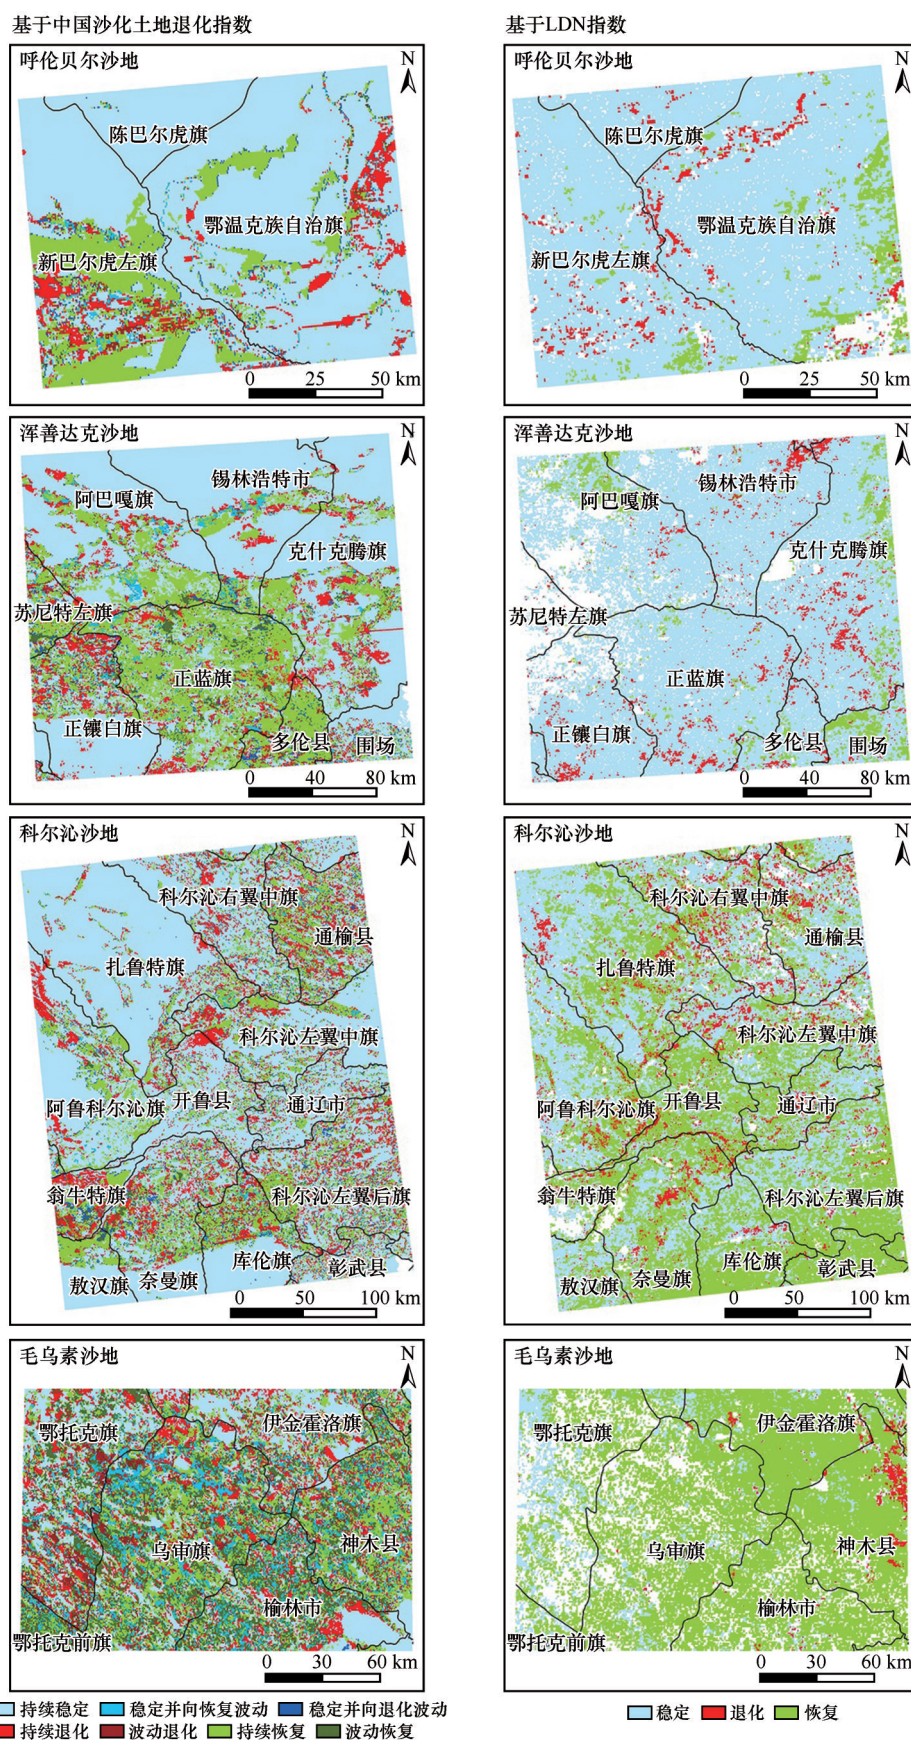 基于中国沙化土地退化指数
基于LDN指数
呼伦贝尔沙地
N
陈巴尔虎旗
鄂温克族自治旗
新巴尔虎左旗
0 25 50 km
呼伦贝尔沙地
N
陈巴尔虎旗
鄂温克族自治旗
新巴尔虎左旗
0 25 50 km
浑善达克沙地
N
锡林浩特市
阿巴嘎旗
克什克腾旗
苏尼特左旗
正蓝旗
正镶白旗
多伦县
围场
0 40 80 km
浑善达克沙地
N
锡林浩特市
阿巴嘎旗
克什克腾旗
苏尼特左旗
正蓝旗
正镶白旗
多伦县
围场
0 40 80 km
科尔沁沙地
N
科尔沁右翼中旗
通榆县
扎鲁特旗
科尔沁左翼中旗
阿鲁科尔沁旗
开鲁县
通辽市
翁牛特旗
科尔沁左翼后旗
库伦旗
彰武县
敖汉旗
奈曼旗
0 50 100 km
科尔沁沙地
N
科尔沁右翼中旗
通榆县
扎鲁特旗
科尔沁左翼中旗
阿鲁科尔沁旗
开鲁县
通辽市
翁牛特旗
科尔沁左翼后旗
库伦旗
彰武县
敖汉旗
奈曼旗
0 50 100 km
毛乌素沙地
N
鄂托克旗
伊金霍洛旗
乌审旗
神木县
榆林市
鄂托克前旗
0 30 60 km
毛乌素沙地
N
鄂托克旗
伊金霍洛旗
乌审旗
神木县
榆林市
鄂托克前旗
0 30 60 km
持续稳定 稳定并向恢复波动 稳定并向退化波动
持续退化 波动退化 持续恢复 波动恢复
稳定 退化 恢复